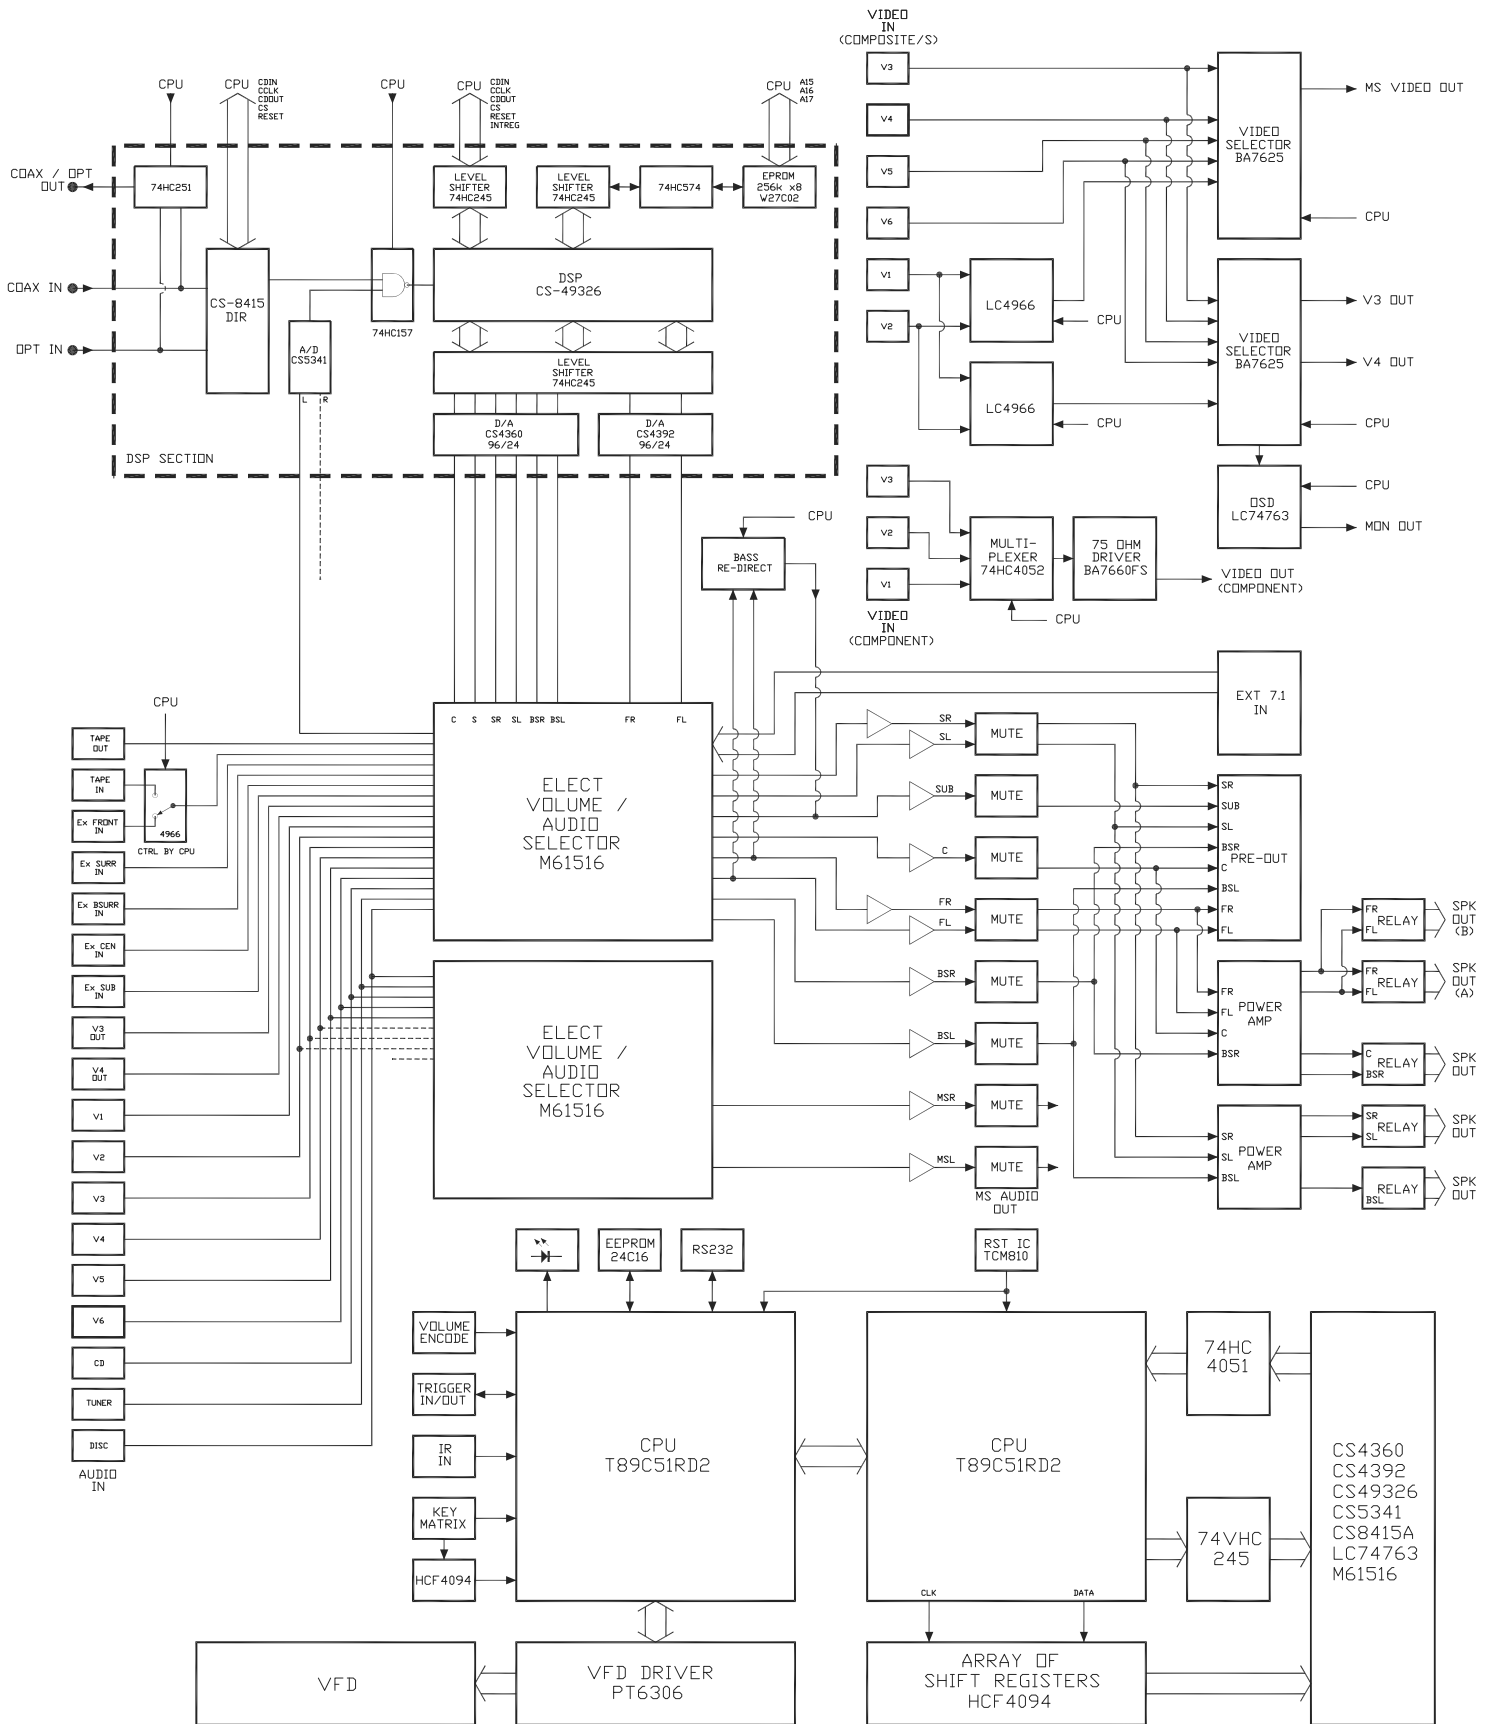 VIDEO
IN
(COMPOSITE/S)
V3
V4
V5
V6
V1
V2
VIDEO
SELECTOR
BA7625
MS VIDEO OUT
CPU
LC4966
CPU
LC4966
CPU
VIDEO
SELECTOR
BA7625
V3 OUT
V4 OUT
CPU
OSD
LC74763
CPU
MON OUT
V3
V2
V1
VIDEO
IN
(COMPONENT)
MULTI-
PLEXER
74HC4052
CPU
75 OHM
DRIVER
BA7660FS
VIDEO OUT
(COMPONENT)
CPU
CPU
CDIN
CCLK
CDOUT
CS
RESET
CPU
CPU
CDIN
CCLK
CDOUT
CS
RESET
INTREG
CPU
A15
A16
A17
COAX / OPT
OUT
COAX IN
OPT IN
74HC251
CS-8415
DIR
A/D
CS5341
L
R
74HC157
LEVEL
SHIFTER
74HC245
LEVEL
SHIFTER
74HC245
74HC574
EPROM
256k x8
W27C02
DSP
CS-49326
LEVEL
SHIFTER
74HC245
D/A
CS4360
96/24
D/A
CS4392
96/24
DSP SECTION
CPU
BASS
RE-DIRECT
EXT 7.1
IN
CPU
TAPE
OUT
TAPE
IN
Ex FRONT
IN
4966
CTRL BY CPU
Ex SURR
IN
Ex BSURR
IN
Ex CEN
IN
Ex SUB
IN
V3
OUT
V4
OUT
V1
V2
V3
V4
V5
V6
CD
TUNER
DISC
AUDIO
IN
C
S
SR
SL
BSR
BSL
FR
FL
ELECT
VOLUME /
AUDIO
SELECTOR
M61516
ELECT
VOLUME /
AUDIO
SELECTOR
M61516
SR
SL
MUTE
SUB
MUTE
C
MUTE
FR
FL
MUTE
BSR
MUTE
BSL
MUTE
MSR
MUTE
MSL
MUTE
MS AUDIO
OUT
SR
SUB
SL
BSR
PRE-OUT
C
BSL
FR
FL
FR
FL
C
BSR
POWER
AMP
SR
SL
BSL
POWER
AMP
FR
FL
RELAY
SPK
OUT
(B)
FR
FL
RELAY
SPK
OUT
(A)
C
BSR
RELAY
SPK
OUT
SR
SL
RELAY
SPK
OUT
BSL
RELAY
SPK
OUT
EEPROM
24C16
RS232
RST IC
TCM810
VOLUME
ENCODE
TRIGGER
IN/OUT
IR
IN
KEY
MATRIX
HCF4094
CPU
T89C51RD2
CPU
T89C51RD2
CLK
DATA
74HC
4051
74VHC
245
CS4360
CS4392
CS49326
CS5341
CS8415A
LC74763
M61516
VFD
VFD DRIVER
PT6306
ARRAY OF
SHIFT REGISTERS
HCF4094